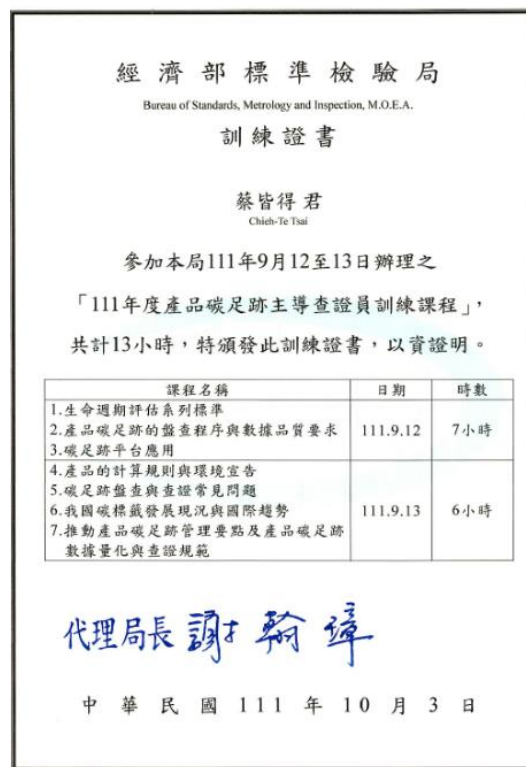 經濟部標準檢驗局
Bureau of Standards, Metrology and Inspection, M.O.E.A.
訓練證書
蔡皆得 君
Chieh-Te Tsai
參加本局111年9月12至13日辦理之
「111年度產品碳足跡主導查證員訓練課程」,
共計13小時,特頒發此訓練證書,以資證明。
課程名稱 日期 時數
1.生命週期評估系列標準
2.產品碳足跡的盤查程序與數據品質要求 111.9.12 7小時
3.碳足跡平台應用
4.產品的計算規則與環境宣告
5.碳足跡盤查與查證常見問題
6.我國碳標籤發展現況與國際趨勢 111.9.13 6小時
7.推動產品碳足跡管理要點及產品碳足跡
數據量化與查證規範
代理局長 謝翰璋
中華民國111年10月3日